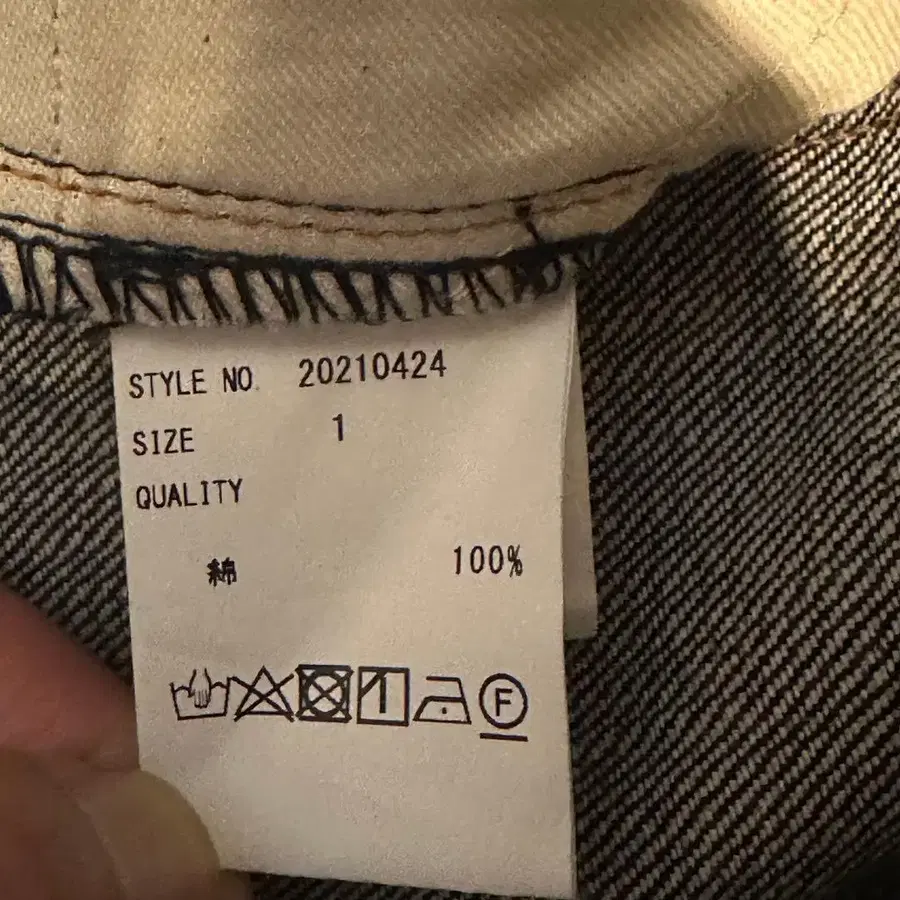 STYLE NO. 20210424
SIZE 1
QUALITY
綿 100%
F